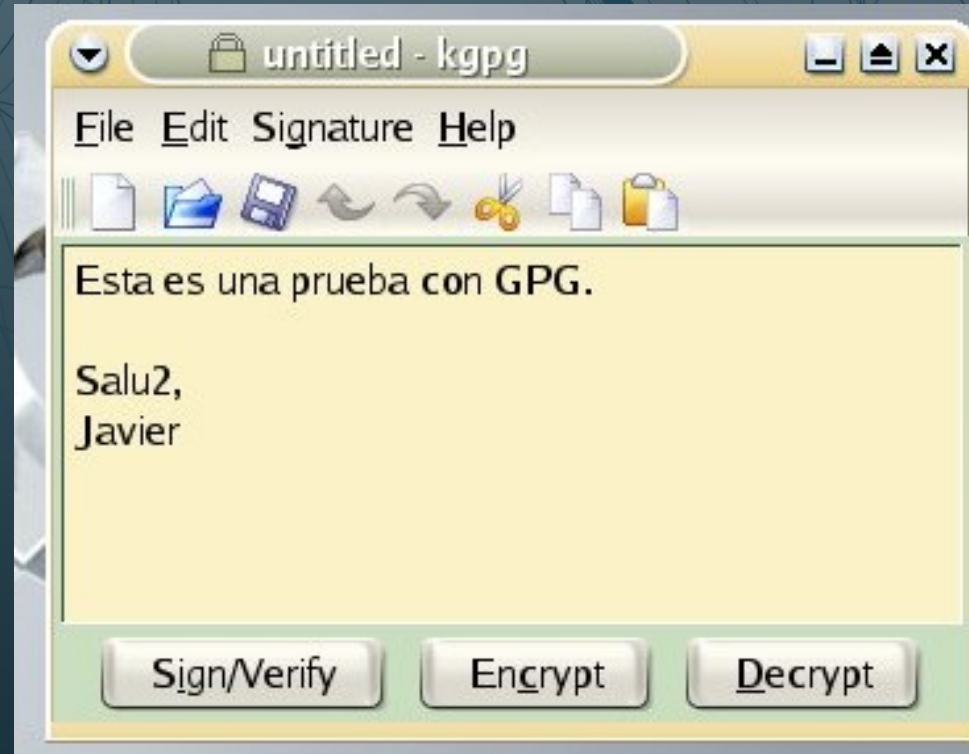 untitled - kgpg
File Edit Signature Help
Esta es una prueba con GPG.
Salu2,
Javier
Sign/Verify Encrypt Decrypt